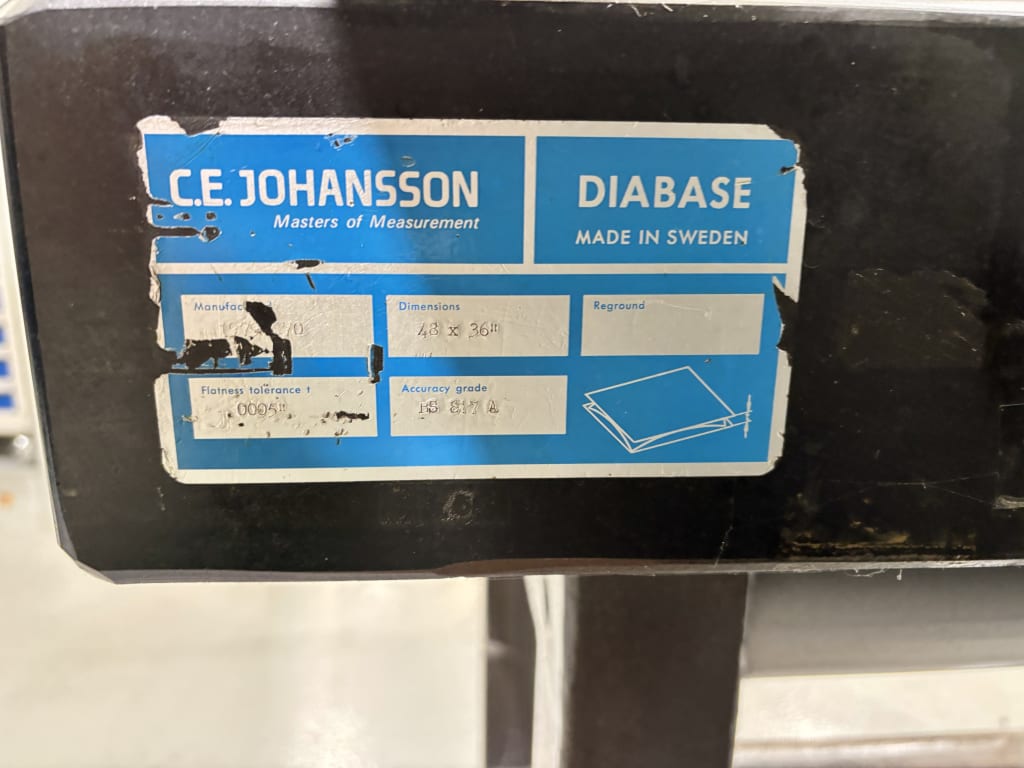 C.E. JOHANSSON
Masters of Measurement
DIABASE
MADE IN SWEDEN
Dimensions
48 x 36"
Reground
Flatness tolerance ±
0005"
Accuracy grade
BS 817 A